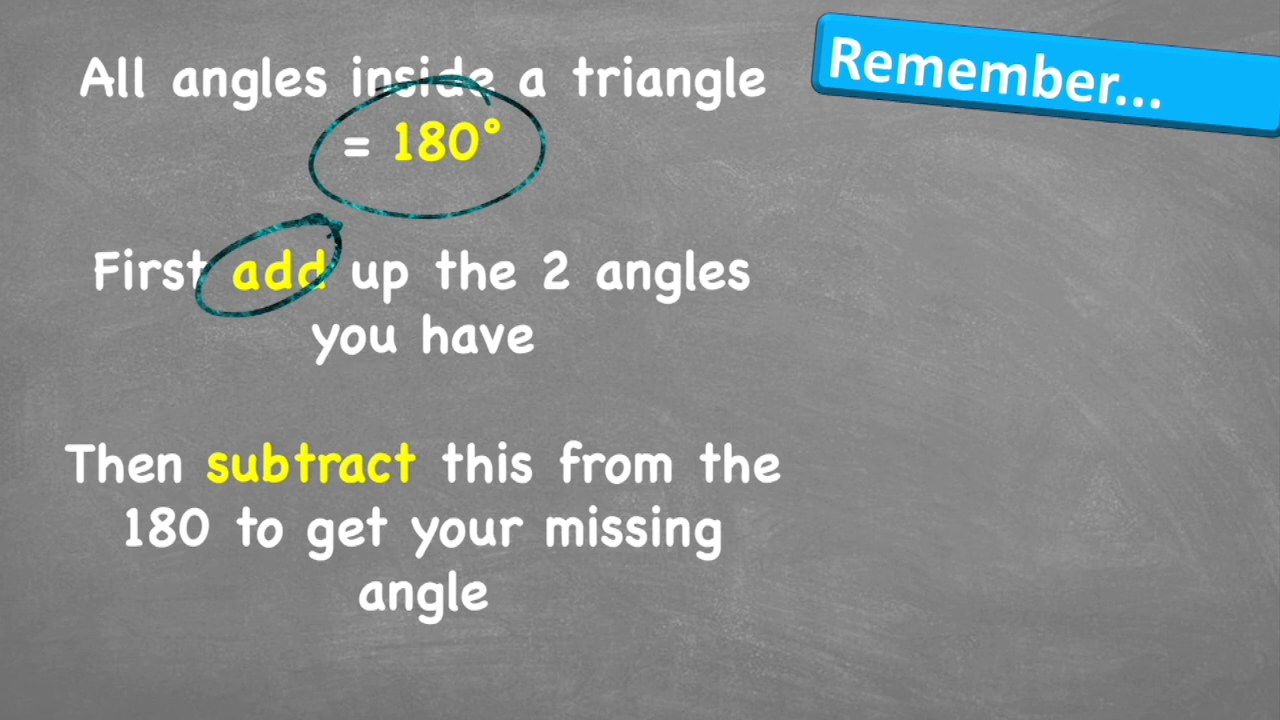 All angles inside a triangle
= 180°
Remember...
First add up the 2 angles
you have
Then subtract this from the
180 to get your missing
angle